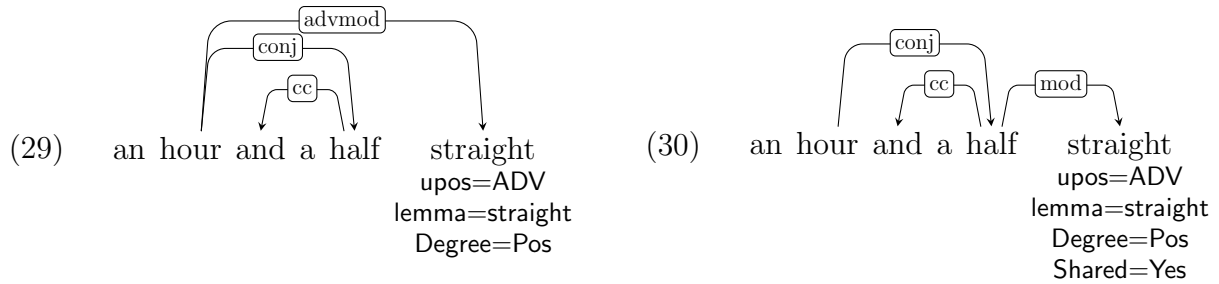 advmod
conj
cc
(29) an hour and a half straight
upos=ADV
lemma=straight
Degree=Pos
conj
cc mod
(30) an hour and a half straight
upos=ADV
lemma=straight
Degree=Pos
Shared=Yes